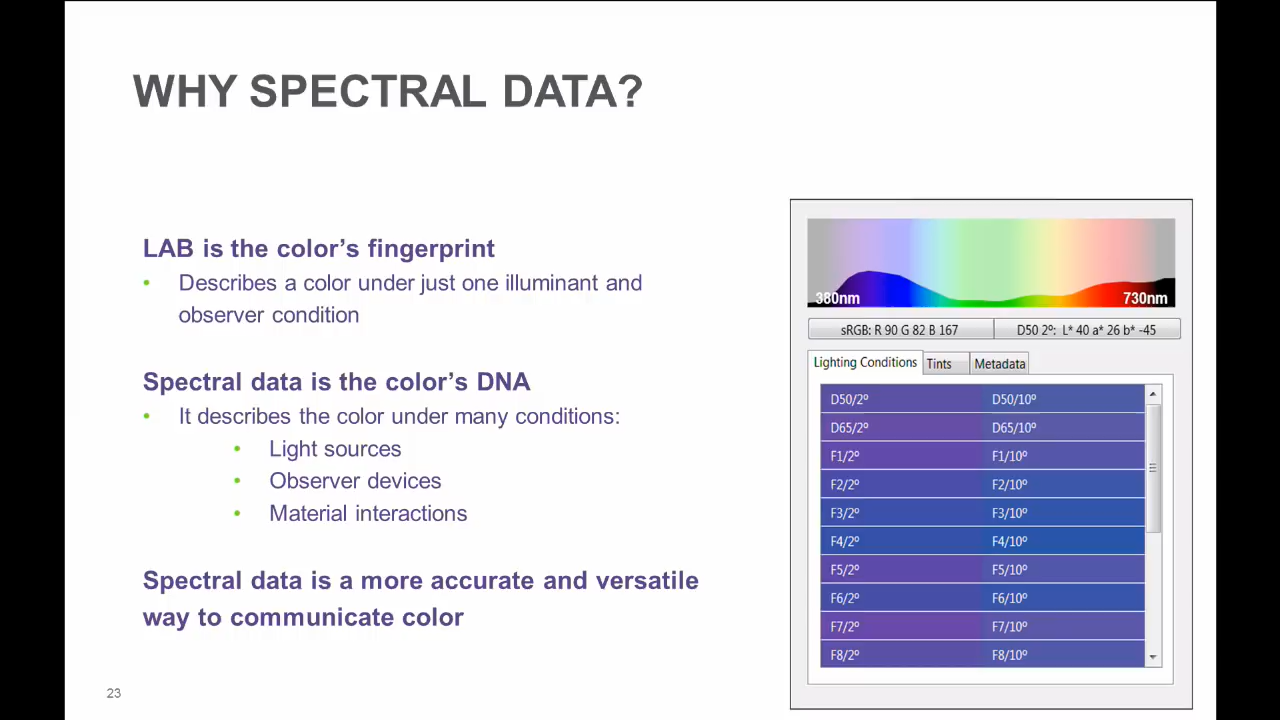 WHY SPECTRAL DATA?
LAB is the color’s fingerprint
• Describes a color under just one illuminant and
observer condition
Spectral data is the color’s DNA
• It describes the color under many conditions:
• Light sources
• Observer devices
• Material interactions
Spectral data is a more accurate and versatile
way to communicate color
23
380nm 730nm
sRGB: R 90 G 82 B 167 D50 2º: L* 40 a* 26 b* -45
Lighting Conditions Tints Metadata
D50/2º D50/10º
D65/2º D65/10º
F1/2º F1/10º
F2/2º F2/10º
F3/2º F3/10º
F4/2º F4/10º
F5/2º F5/10º
F6/2º F6/10º
F7/2º F7/10º
F8/2º F8/10º